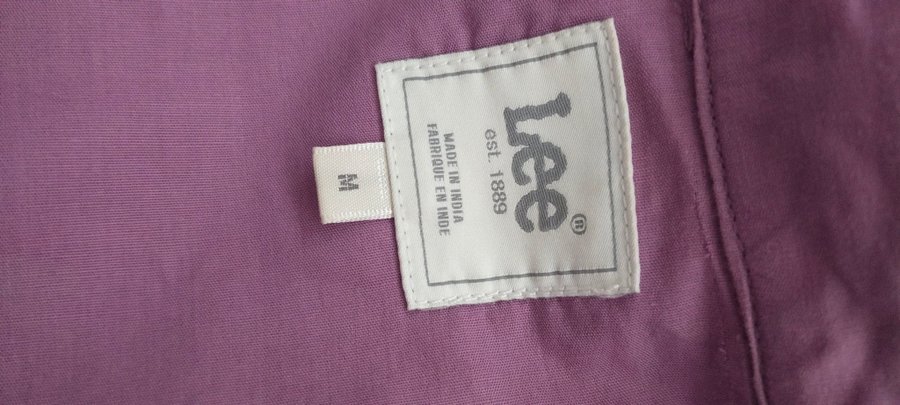 Lee®
est. 1889
MADE IN INDIA
FABRIQUE EN INDE
M